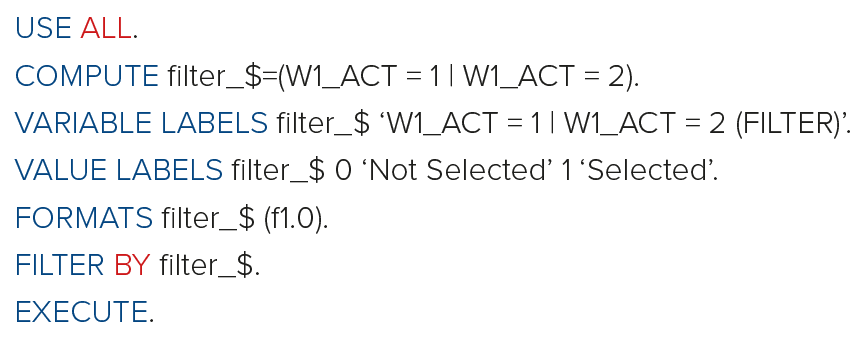 USE ALL.
COMPUTE filter_$=(W1_ACT = 1 | W1_ACT = 2).
VARIABLE LABELS filter_$ ‘W1_ACT = 1 | W1_ACT = 2 (FILTER)’.
VALUE LABELS filter_$ 0 ‘Not Selected’ 1 ‘Selected’.
FORMATS filter_$ (f1.0).
FILTER BY filter_$.
EXECUTE.